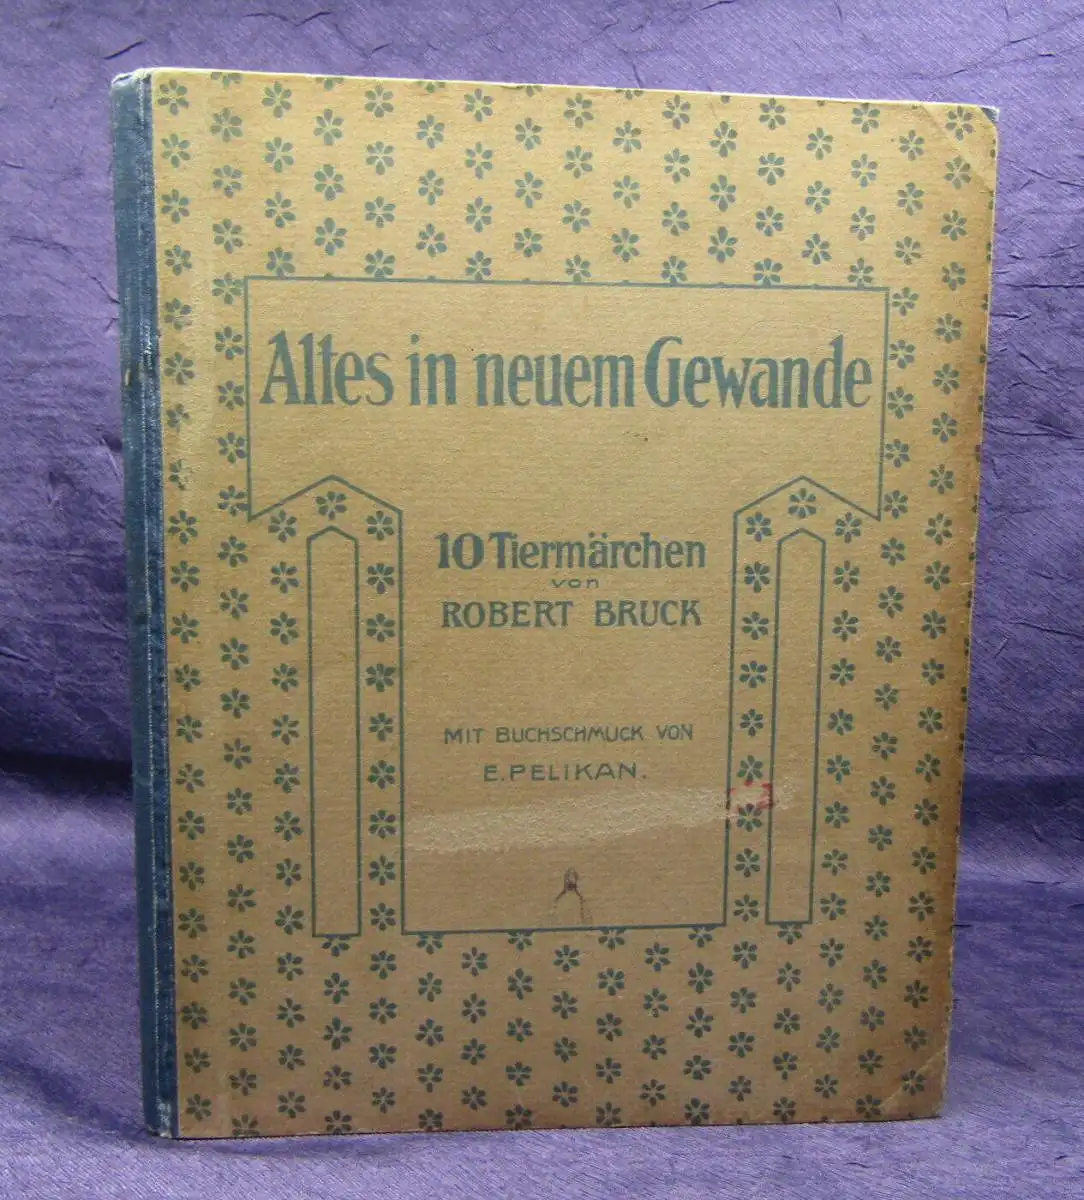 Altes in neuem Gewande
10 Tiermärchen
von
ROBERT BRUCK
MIT BUCHSCHMUCK VON
E. PELIKAN.